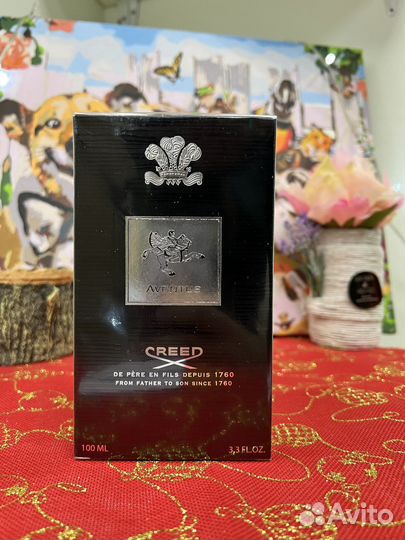 AVENTUS
CREED
DE PÈRE EN FILS DEPUIS 1760
FROM FATHER TO SON SINCE 1760
100 ML 3,3 FL.OZ.
Avito